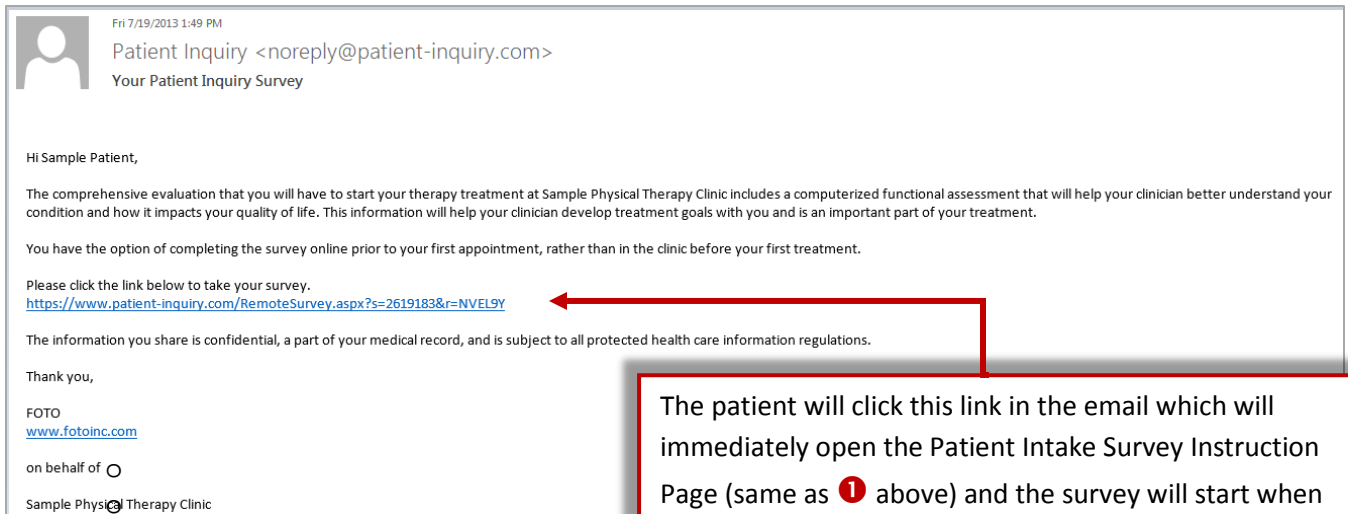 Fri 7/19/2013 1:49 PM
Patient Inquiry <noreply@patient-inquiry.com>
Your Patient Inquiry Survey
Hi Sample Patient,
The comprehensive evaluation that you will have to start your therapy treatment at Sample Physical Therapy Clinic includes a computerized functional assessment that will help your clinician better understand your
condition and how it impacts your quality of life. This information will help your clinician develop treatment goals with you and is an important part of your treatment.
You have the option of completing the survey online prior to your first appointment, rather than in the clinic before your first treatment.
Please click the link below to take your survey.
https://www.patient-inquiry.com/RemoteSurvey.aspx?s=2619183&r=NVEL9Y
The information you share is confidential, a part of your medical record, and is subject to all protected health care information regulations.
Thank you,
FOTO
www.fotoinc.com
on behalf of
Sample Physical Therapy Clinic
The patient will click this link in the email which will
immediately open the Patient Intake Survey Instruction
Page (same as ❶ above) and the survey will start when